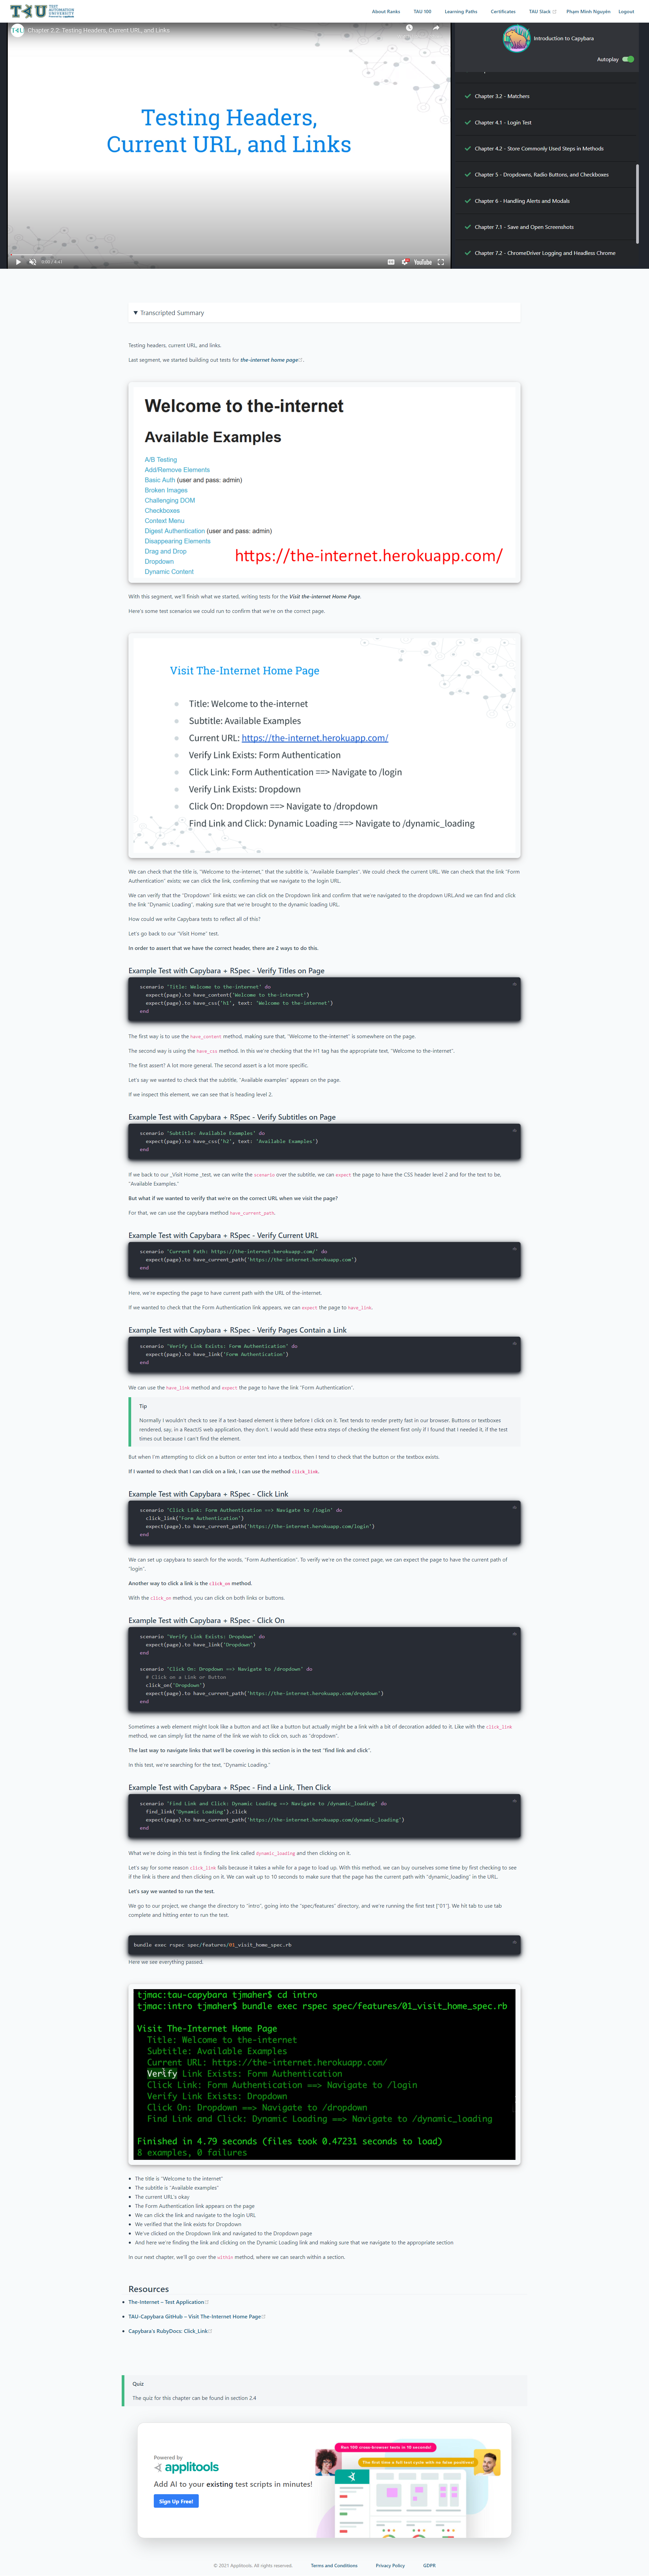 TAU TEST AUTOMATION UNIVERSITY
About Ranks TAU 100 Learning Paths Certificates TAU Slack Phạm Minh Nguyên Logout
TAU Chapter 2.2: Testing Headers, Current URL, and Links
Testing Headers,
Current URL, and Links
0:00 / 4:41
YouTube
Introduction to Capybara
Autoplay
Chapter 3.2 - Matchers
Chapter 4.1 - Login Test
Chapter 4.2 - Store Commonly Used Steps in Methods
Chapter 5 - Dropdowns, Radio Buttons, and Checkboxes
Chapter 6 - Handling Alerts and Modals
Chapter 7.1 - Save and Open Screenshots
Chapter 7.2 - ChromeDriver Logging and Headless Chrome
▼ Transcripted Summary
Testing headers, current URL, and links.
Last segment, we started building out tests for the-internet home page.
Welcome to the-internet
Available Examples
A/B Testing
Add/Remove Elements
Basic Auth (user and pass: admin)
Broken Images
Challenging DOM
Checkboxes
Context Menu
Digest Authentication (user and pass: admin)
Disappearing Elements
Drag and Drop
Dropdown
Dynamic Content
https://the-internet.herokuapp.com/
With this segment, we'll finish what we started, writing tests for the Visit the-internet Home Page.
Here's some test scenarios we could run to confirm that we're on the correct page.
Visit The-Internet Home Page
Title: Welcome to the-internet
Subtitle: Available Examples
Current URL: https://the-internet.herokuapp.com/
Verify Link Exists: Form Authentication
Click Link: Form Authentication ==> Navigate to /login
Verify Link Exists: Dropdown
Click On: Dropdown ==> Navigate to /dropdown
Find Link and Click: Dynamic Loading ==> Navigate to /dynamic_loading
We can check that the title is, "Welcome to the-internet," that the subtitle is, "Available Examples". We could check the current URL. We can check that the link "Form
Authentication" exists; we can click the link, confirming that we navigate to the login URL.
We can verify that the "Dropdown" link exists; we can click on the Dropdown link and confirm that we're navigated to the dropdown URL.And we can find and click
the link "Dynamic Loading", making sure that we're brought to the dynamic loading URL.
How could we write Capybara tests to reflect all of this?
Let's go back to our "Visit Home" test.
In order to assert that we have the correct header, there are 2 ways to do this.
Example Test with Capybara + RSpec - Verify Titles on Page
scenario 'Title: Welcome to the-internet' do
expect(page).to have_content('Welcome to the-internet')
expect(page).to have_css('h1', text: 'Welcome to the-internet')
end
The first way is to use the have_content method, making sure that, "Welcome to the-internet" is somewhere on the page.
The second way is using the have_css method. In this we're checking that the H1 tag has the appropriate text, "Welcome to the-internet".
The first assert? A lot more general. The second assert is a lot more specific.
Let's say we wanted to check that the subtitle, "Available examples" appears on the page.
If we inspect this element, we can see that is heading level 2.
Example Test with Capybara + RSpec - Verify Subtitles on Page
scenario 'Subtitle: Available Examples' do
expect(page).to have_css('h2', text: 'Available Examples')
end
If we back to our _Visit Home _test, we can write the scenario over the subtitle, we can expect the page to have the CSS header level 2 and for the text to be,
"Available Examples."
But what if we wanted to verify that we're on the correct URL when we visit the page?
For that, we can use the capybara method have_current_path.
Example Test with Capybara + RSpec - Verify Current URL
scenario 'Current Path: https://the-internet.herokuapp.com/' do
expect(page).to have_current_path('https://the-internet.herokuapp.com')
end
Here, we're expecting the page to have current path with the URL of the-internet.
If we wanted to check that the Form Authentication link appears, we can expect the page to have_link.
Example Test with Capybara + RSpec - Verify Pages Contain a Link
scenario 'Verify Link Exists: Form Authentication' do
expect(page).to have_link('Form Authentication')
end
We can use the have_link method and expect the page to have the link "Form Authentication".
Tip
Normally I wouldn't check to see if a text-based element is there before I click on it. Text tends to render pretty fast in our browser. Buttons or textboxes
rendered, say, in a ReactJS web application, they don't. I would add these extra steps of checking the element first only if I found that I needed it, if the test
times out because I can't find the element.
But when I'm attempting to click on a button or enter text into a textbox, then I tend to check that the button or the textbox exists.
If I wanted to check that I can click on a link, I can use the method click_link.
Example Test with Capybara + RSpec - Click Link
scenario 'Click Link: Form Authentication ==> Navigate to /login' do
click_link('Form Authentication')
expect(page).to have_current_path('https://the-internet.herokuapp.com/login')
end
We can set up capybara to search for the words, "Form Authentication". To verify we're on the correct page, we can expect the page to have the current path of
"login".
Another way to click a link is the click_on method.
With the click_on method, you can click on both links or buttons.
Example Test with Capybara + RSpec - Click On
scenario 'Verify Link Exists: Dropdown' do
expect(page).to have_link('Dropdown')
end
scenario 'Click On: Dropdown ==> Navigate to /dropdown' do
# Click on a Link or Button
click_on('Dropdown')
expect(page).to have_current_path('https://the-internet.herokuapp.com/dropdown')
end
Sometimes a web element might look like a button and act like a button but actually might be a link with a bit of decoration added to it. Like with the click_link
method, we can simply list the name of the link we wish to click on, such as "dropdown".
The last way to navigate links that we'll be covering in this section is in the test "find link and click".
In this test, we're searching for the text, "Dynamic Loading."
Example Test with Capybara + RSpec - Find a Link, Then Click
scenario 'Find Link and Click: Dynamic Loading ==> Navigate to /dynamic_loading' do
find_link('Dynamic Loading').click
expect(page).to have_current_path('https://the-internet.herokuapp.com/dynamic_loading')
end
What we're doing in this test is finding the link called dynamic_loading and then clicking on it.
Let's say for some reason click_link fails because it takes a while for a page to load up. With this method, we can buy ourselves some time by first checking to see
if the link is there and then clicking on it. We can wait up to 10 seconds to make sure that the page has the current path with "dynamic_loading" in the URL.
Let's say we wanted to run the test.
We go to our project, we change the directory to "intro", going into the "spec/features" directory, and we're running the first test ["01"]. We hit tab to use tab
complete and hitting enter to run the test.
bundle exec rspec spec/features/01_visit_home_spec.rb
Here we see everything passed:
tjmac:tau-capybara tjmaher$ cd intro
tjmac:intro tjmaher$ bundle exec rspec spec/features/01_visit_home_spec.rb
Visit The-Internet Home Page
Title: Welcome to the-internet
Subtitle: Available Examples
Current URL: https://the-internet.herokuapp.com/
Verify Link Exists: Form Authentication
Click Link: Form Authentication ==> Navigate to /login
Verify Link Exists: Dropdown
Click On: Dropdown ==> Navigate to /dropdown
Find Link and Click: Dynamic Loading ==> Navigate to /dynamic_loading
Finished in 4.79 seconds (files took 0.47231 seconds to load)
8 examples, 0 failures
The title is "Welcome to the internet"
The subtitle is "Available examples"
The current URL's okay
The Form Authentication link appears on the page
We can click the link and navigate to the login URL
We verified that the link exists for Dropdown
We've clicked on the Dropdown link and navigated to the Dropdown page
And here we're finding the link and clicking on the Dynamic Loading link and making sure that we navigate to the appropriate section
In our next chapter, we'll go over the within method, where we can search within a section.
Resources
The-Internet – Test Application
TAU-Capybara GitHub – Visit The-Internet Home Page
Capybara's RubyDocs: Click_Link
Quiz
The quiz for this chapter can be found in section 2.4
Powered by
applitools
Add AI to your existing test scripts in minutes!
Sign Up Free!
Run 100 cross-browser tests in 10 seconds!
The first time a full test cycle with no false positives!
© 2021 Applitools. All rights reserved. Terms and Conditions Privacy Policy GDPR